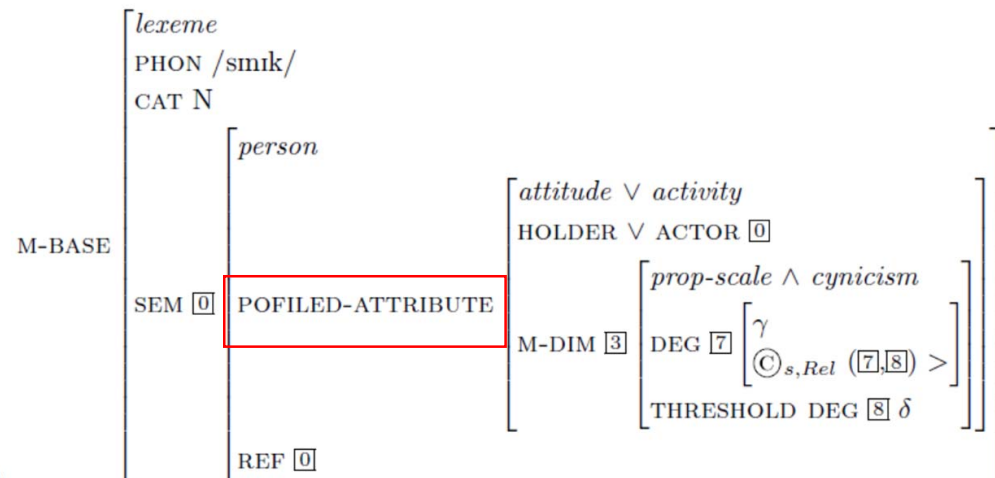 lexeme
PHON /smɪk/
CAT N
person
attitude ∨ activity
HOLDER ∨ ACTOR 0
M-BASE
prop-scale ∧ cynicism
SEM 0 POFILED-ATTRIBUTE
M-DIM 3 DEG 7 γ
©s,Rel (7,8) >
THRESHOLD DEG 8 δ
REF 0